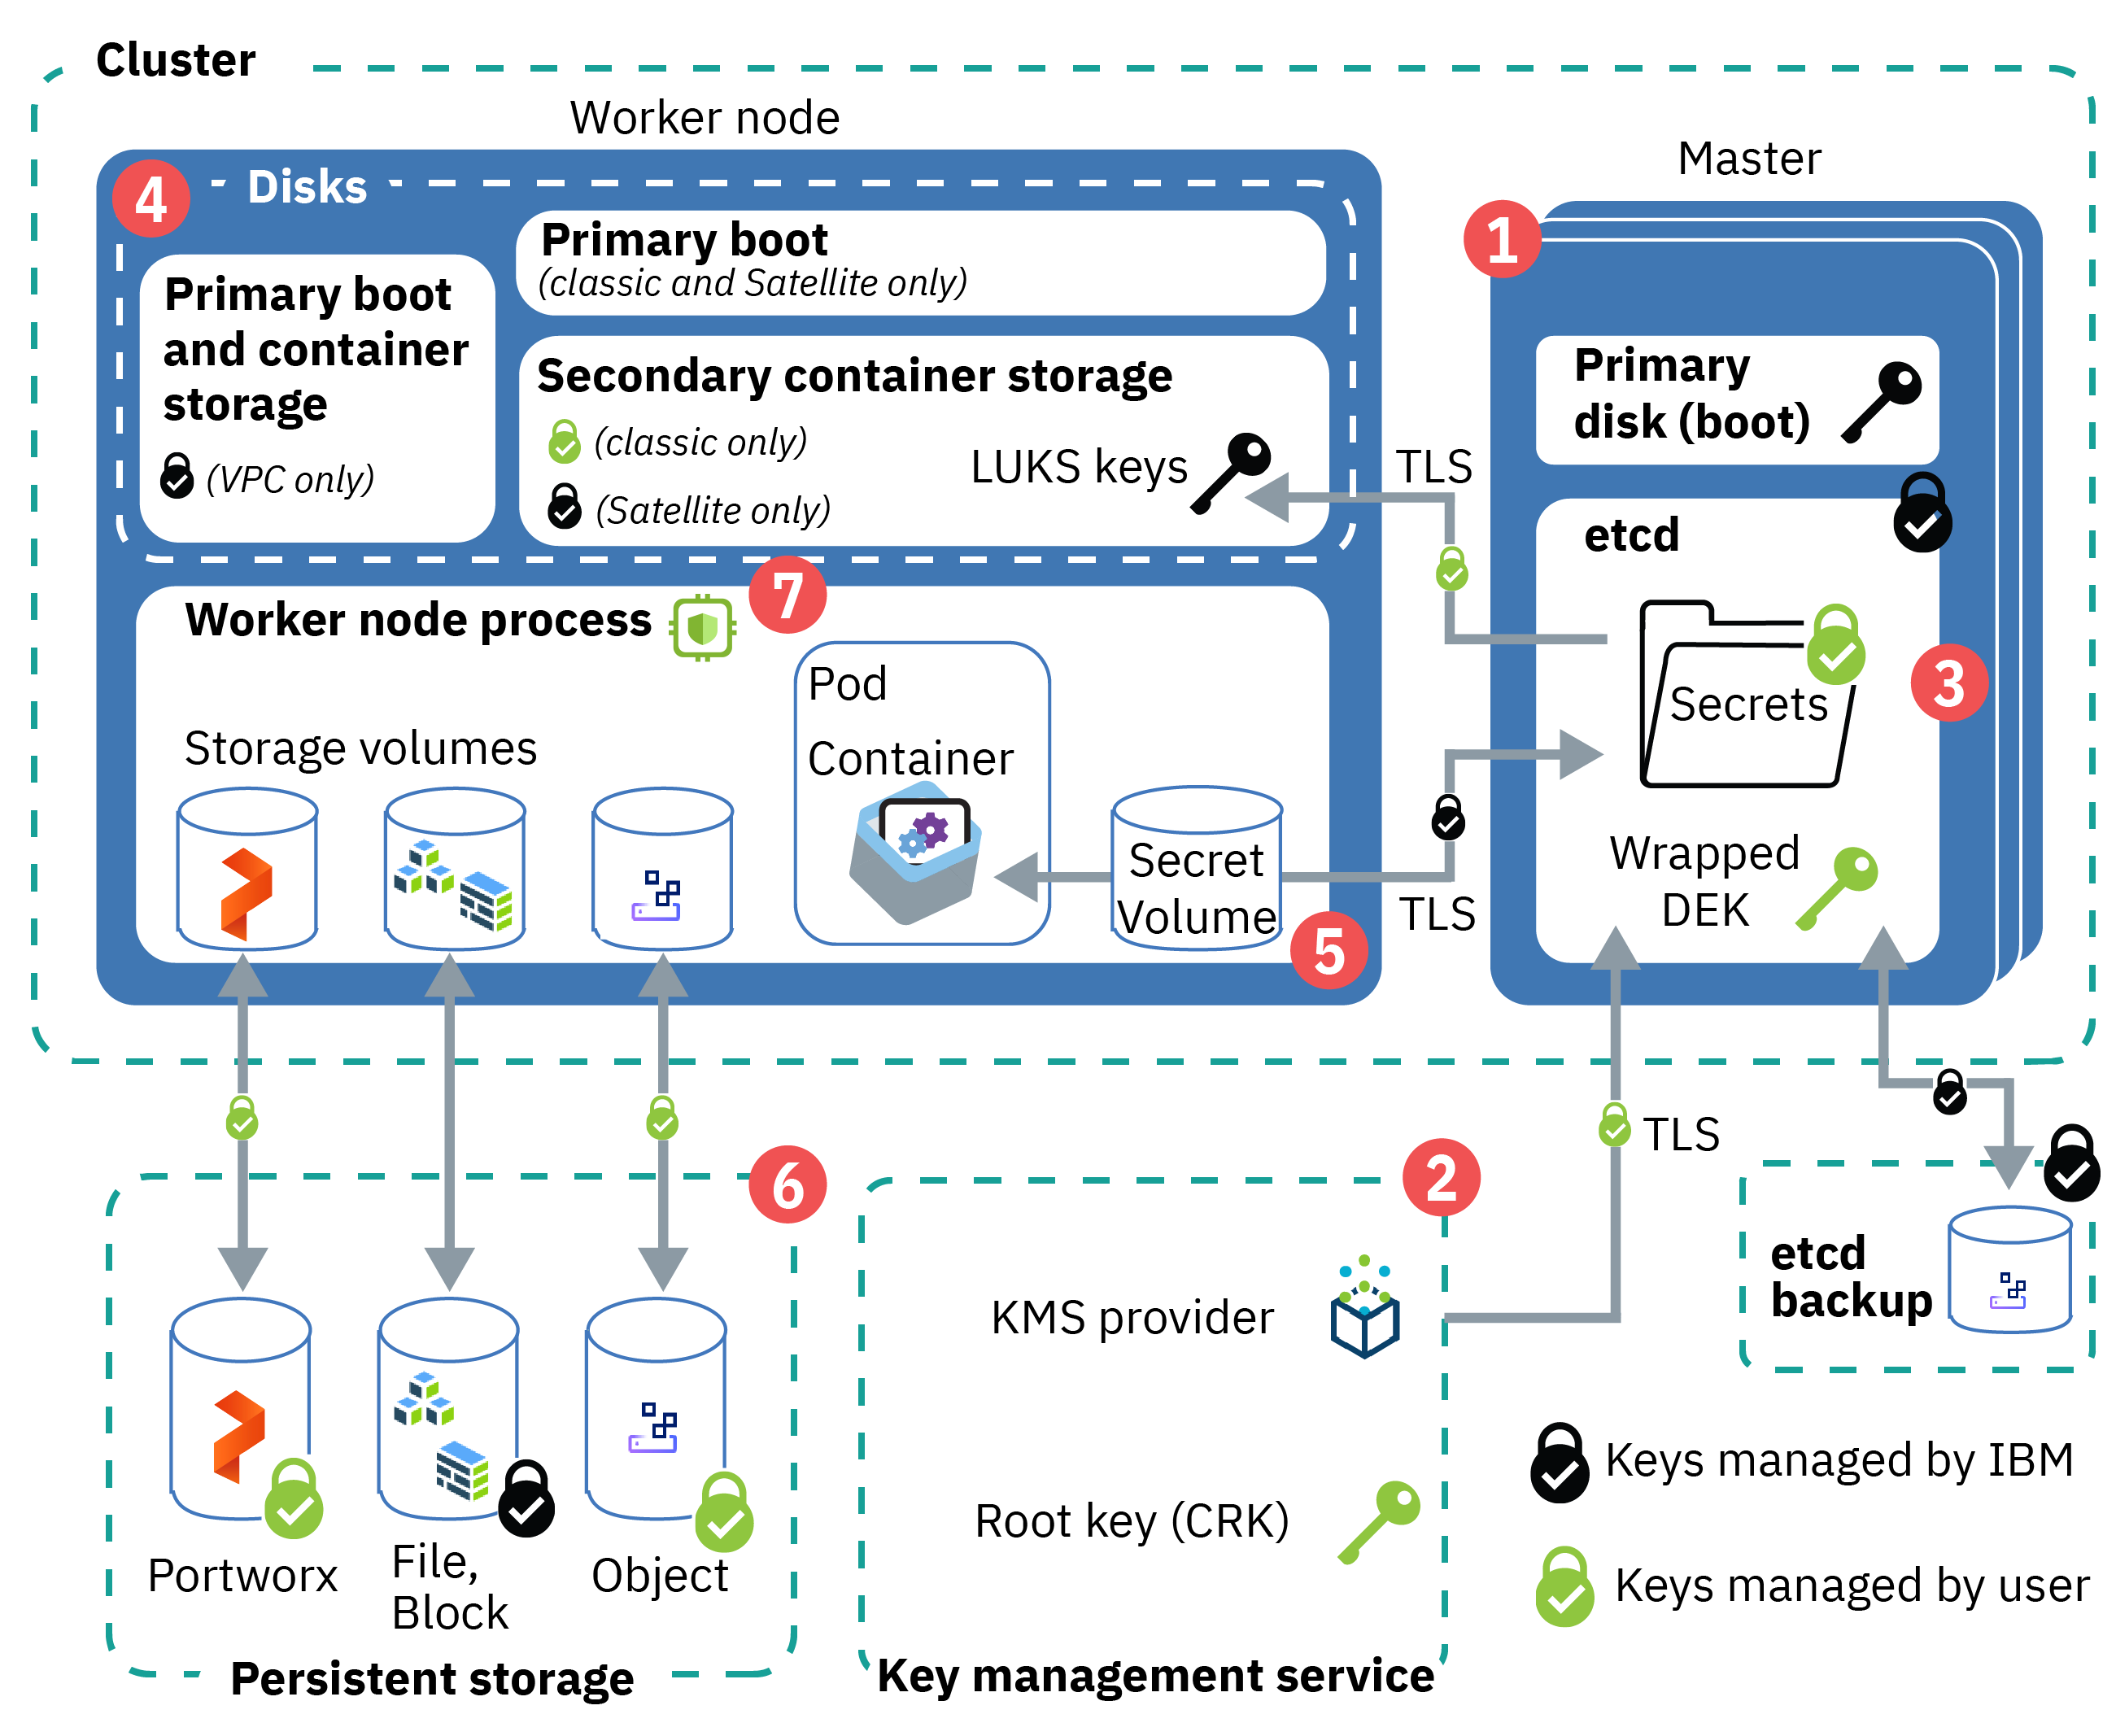 Cluster
Worker node
Master
4
Disks
1
Primary boot
(classic and Satellite only)
Primary boot
and container
storage
(VPC only)
Secondary container storage
(classic only)
(Satellite only)
LUKS keys
TLS
Primary
disk (boot)
etcd
Secrets
3
Wrapped
DEK
7
Worker node process
Storage volumes
Pod
Container
Secret
Volume
5
TLS
TLS
6
2
KMS provider
Root key (CRK)
Key management service
etcd
backup
Portworx
File,
Block
Object
Persistent storage
Keys managed by IBM
Keys managed by user